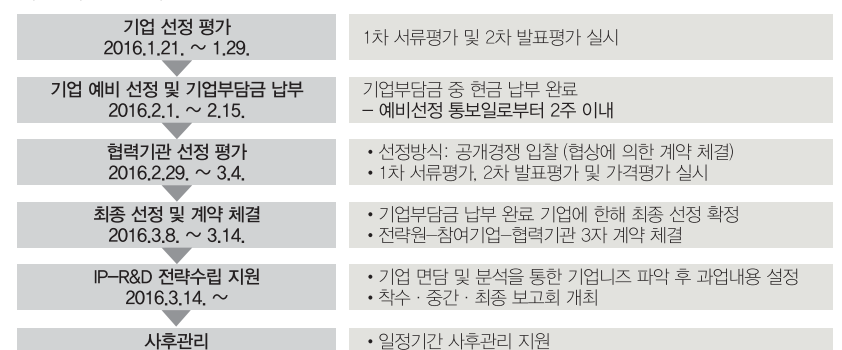 기업 선정 평가
2016.1.21. ~ 1.29.
1차 서류평가 및 2차 발표평가 실시
기업 예비 선정 및 기업부담금 납부
2016.2.1. ~ 2.15.
기업부담금 중 현금 납부 완료
– 예비선정 통보일로부터 2주 이내
협력기관 선정 평가
2016.2.29. ~ 3.4.
• 선정방식: 공개경쟁 입찰 (협상에 의한 계약 체결)
• 1차 서류평가, 2차 발표평가 및 가격평가 실시
최종 선정 및 계약 체결
2016.3.8. ~ 3.14.
• 기업부담금 납부 완료 기업에 한해 최종 선정 확정
• 전략원–참여기업–협력기관 3자 계약 체결
IP–R&D 전략수립 지원
2016.3.14. ~
• 기업 면담 및 분석을 통한 기업니즈 파악 후 과업내용 설정
• 착수 · 중간 · 최종 보고회 개최
사후관리
• 일정기간 사후관리 지원